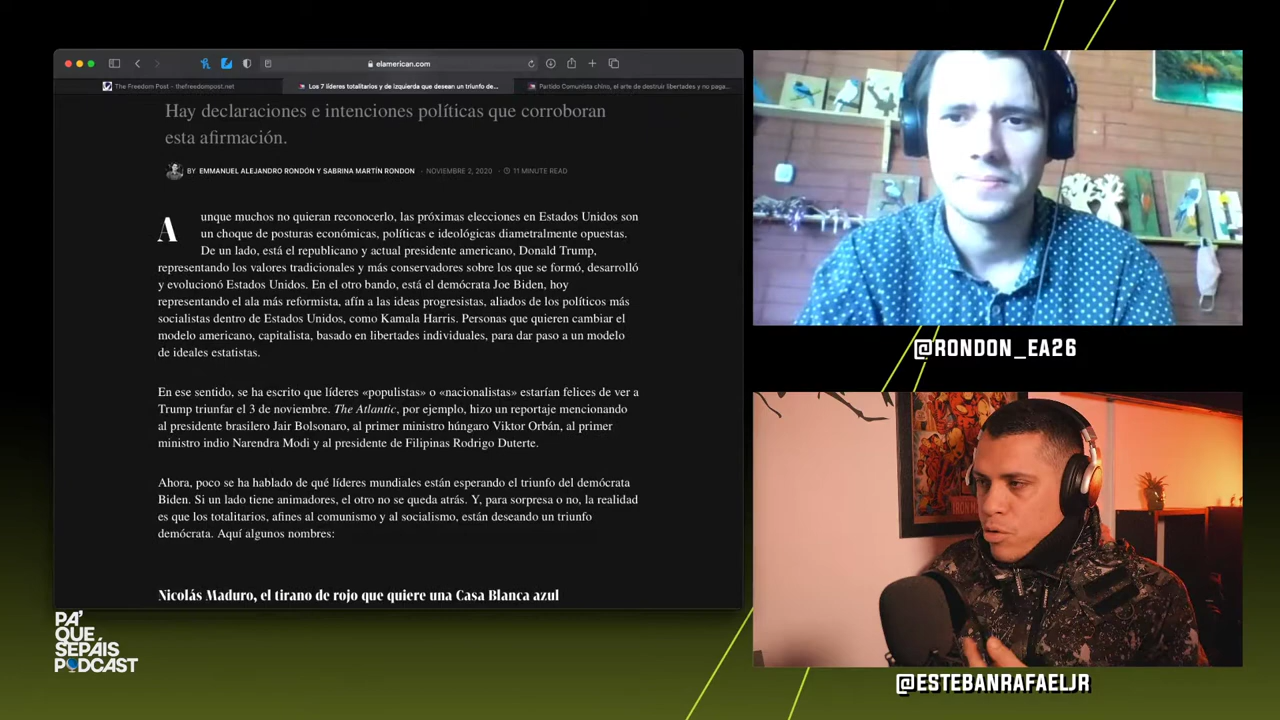 elamerican.com
The Freedom Post - thefreedompost.net
Los 7 líderes totalitarios y de izquierda que desean un triunfo de...
Partido Comunista chino, el arte de destruir libertades y no paga...
Hay declaraciones e intenciones políticas que corroboran
esta afirmación.
BY EMMANUEL ALEJANDRO RONDÓN Y SABRINA MARTÍN RONDON - NOVIEMBRE 2, 2020 11 MINUTE READ
Aunque muchos no quieran reconocerlo, las próximas elecciones en Estados Unidos son
un choque de posturas económicas, políticas e ideológicas diametralmente opuestas.
De un lado, está el republicano y actual presidente americano, Donald Trump,
representando los valores tradicionales y más conservadores sobre los que se formó, desarrolló
y evolucionó Estados Unidos. En el otro bando, está el demócrata Joe Biden, hoy
representando el ala más reformista, afín a las ideas progresistas, aliados de los políticos más
socialistas dentro de Estados Unidos, como Kamala Harris. Personas que quieren cambiar el
modelo americano, capitalista, basado en libertades individuales, para dar paso a un modelo
de ideales estatistas.
En ese sentido, se ha escrito que líderes «populistas» o «nacionalistas» estarían felices de ver a
Trump triunfar el 3 de noviembre. The Atlantic, por ejemplo, hizo un reportaje mencionando
al presidente brasilero Jair Bolsonaro, al primer ministro húngaro Viktor Orbán, al primer
ministro indio Narendra Modi y al presidente de Filipinas Rodrigo Duterte.
Ahora, poco se ha hablado de qué líderes mundiales están esperando el triunfo del demócrata
Biden. Si un lado tiene animadores, el otro no se queda atrás. Y, para sorpresa o no, la realidad
es que los totalitarios, afines al comunismo y al socialismo, están deseando un triunfo
demócrata. Aquí algunos nombres:
Nicolás Maduro, el tirano de rojo que quiere una Casa Blanca azul
@RONDON_EA26
@ESTEBANRAFAELJR
PA'
QUE
SEPÁIS
PODCAST